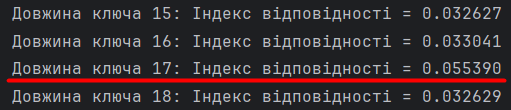 Довжина ключа 15: Індекс відповідності = 0.032627
Довжина ключа 16: Індекс відповідності = 0.033041
Довжина ключа 17: Індекс відповідності = 0.055390
Довжина ключа 18: Індекс відповідності = 0.032629